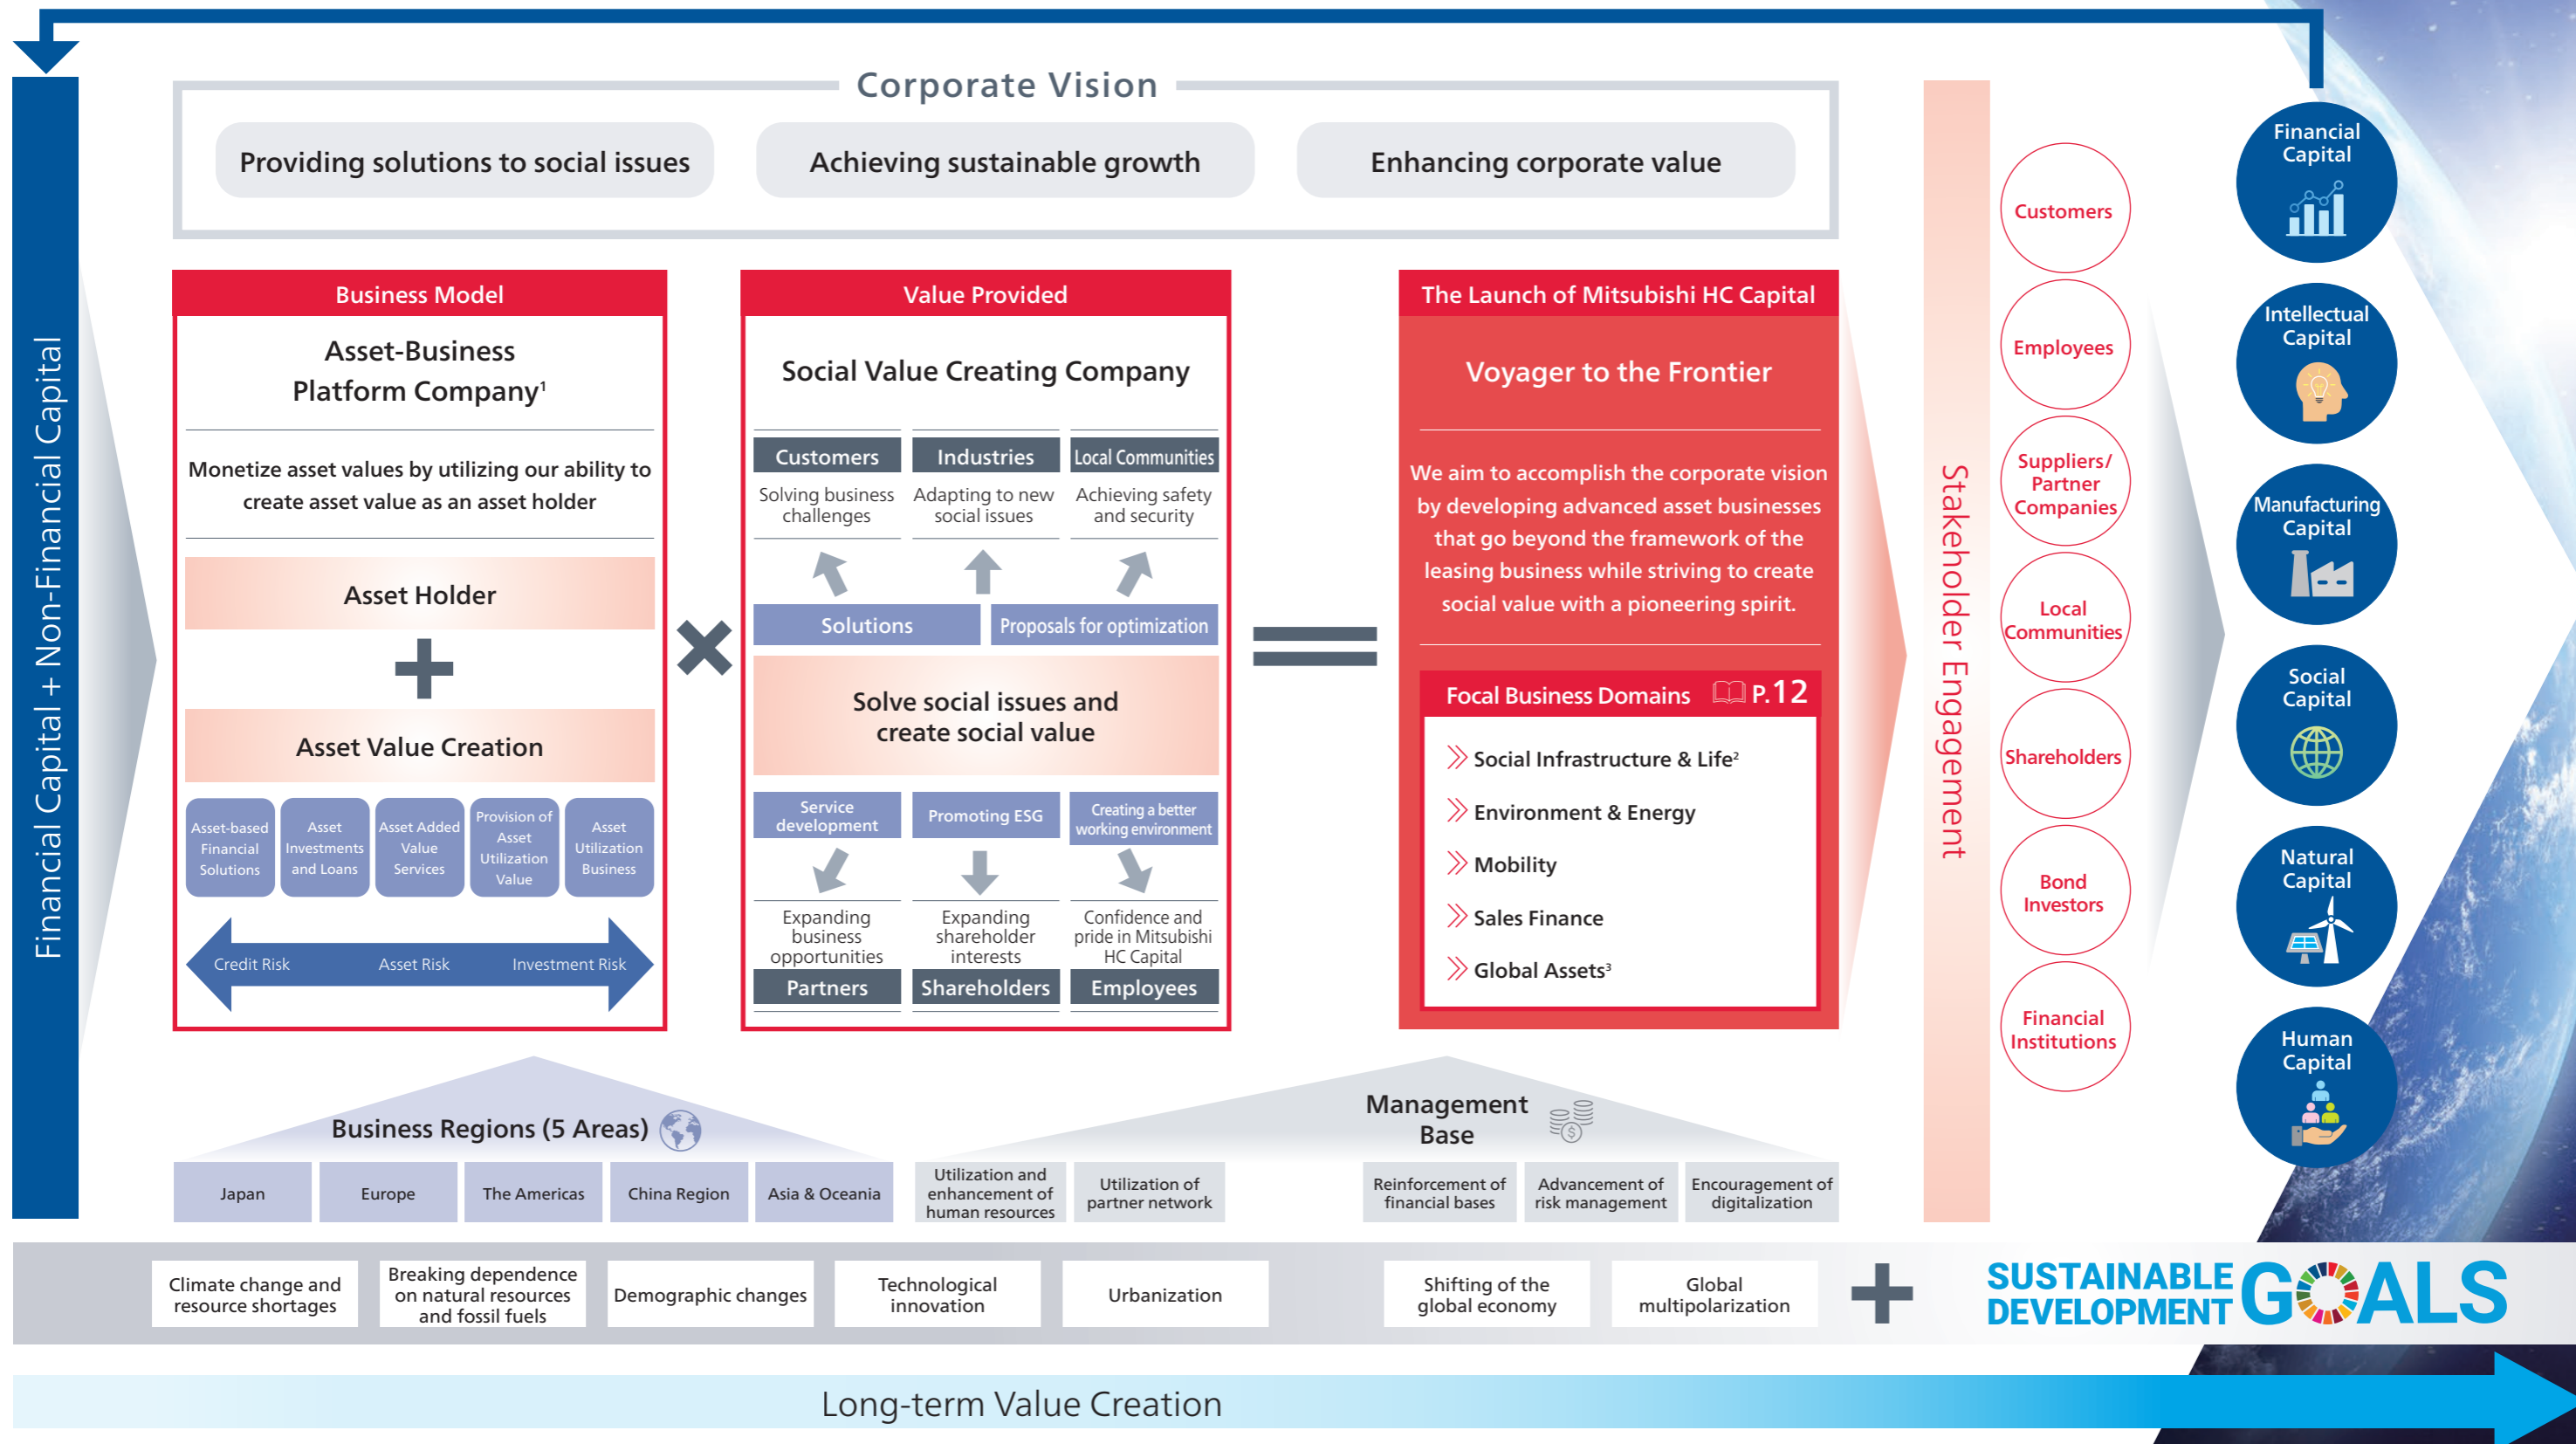 Financial Capital + Non-Financial Capital
Corporate Vision
Providing solutions to social issues
Achieving sustainable growth
Enhancing corporate value
Business Model
Asset-Business
Platform Company¹
Monetize asset values by utilizing our ability to
create asset value as an asset holder
Asset Holder
+
Asset Value Creation
Asset-based
Financial
Solutions
Asset
Investments
and Loans
Asset Added
Value
Services
Provision of
Asset
Utilization
Value
Asset
Utilization
Business
Credit Risk
Asset Risk
Investment Risk
×
Value Provided
Social Value Creating Company
Customers
Solving business
challenges
Industries
Adapting to new
social issues
Local Communities
Achieving safety
and security
Solutions
Proposals for optimization
Solve social issues and
create social value
Service
development
Promoting ESG
Creating a better
working environment
Expanding
business
opportunities
Partners
Expanding
shareholder
interests
Shareholders
Confidence and
pride in Mitsubishi
HC Capital
Employees
=
The Launch of Mitsubishi HC Capital
Voyager to the Frontier
We aim to accomplish the corporate vision
by developing advanced asset businesses
that go beyond the framework of the
leasing business while striving to create
social value with a pioneering spirit.
Focal Business Domains P.12
Social Infrastructure & Life²
Environment & Energy
Mobility
Sales Finance
Global Assets³
Stakeholder Engagement
Customers
Employees
Suppliers/
Partner
Companies
Local
Communities
Shareholders
Bond
Investors
Financial
Institutions
Financial
Capital
Intellectual
Capital
Manufacturing
Capital
Social
Capital
Natural
Capital
Human
Capital
Business Regions (5 Areas)
Japan
Europe
The Americas
China Region
Asia & Oceania
Management
Base
$
Utilization and
enhancement of
human resources
Utilization of
partner network
Reinforcement of
financial bases
Advancement of
risk management
Encouragement of
digitalization
Climate change and
resource shortages
Breaking dependence
on natural resources
and fossil fuels
Demographic changes
Technological
innovation
Urbanization
Shifting of the
global economy
Global
multipolarization
+
SUSTAINABLE
DEVELOPMENT
GOALS
Long-term Value Creation